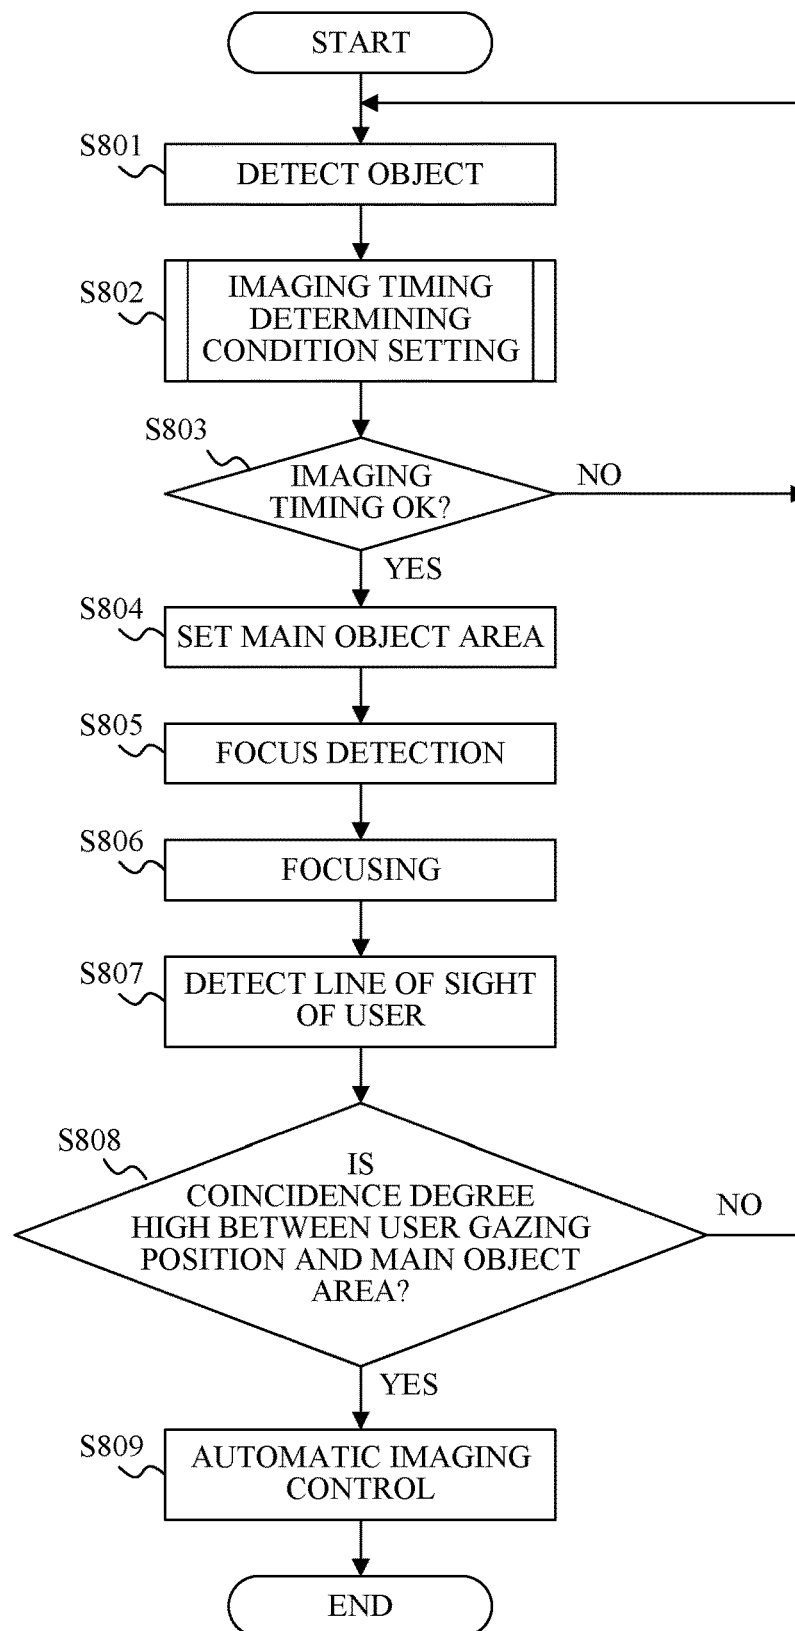 START
S801
DETECT OBJECT
S802
IMAGING TIMING
DETERMINING
CONDITION SETTING
S803
IMAGING
TIMING OK?
NO
YES
S804
SET MAIN OBJECT AREA
S805
FOCUS DETECTION
S806
FOCUSING
S807
DETECT LINE OF SIGHT
OF USER
S808
IS
COINCIDENCE DEGREE
HIGH BETWEEN USER GAZING
POSITION AND MAIN OBJECT
AREA?
NO
YES
S809
AUTOMATIC IMAGING
CONTROL
END